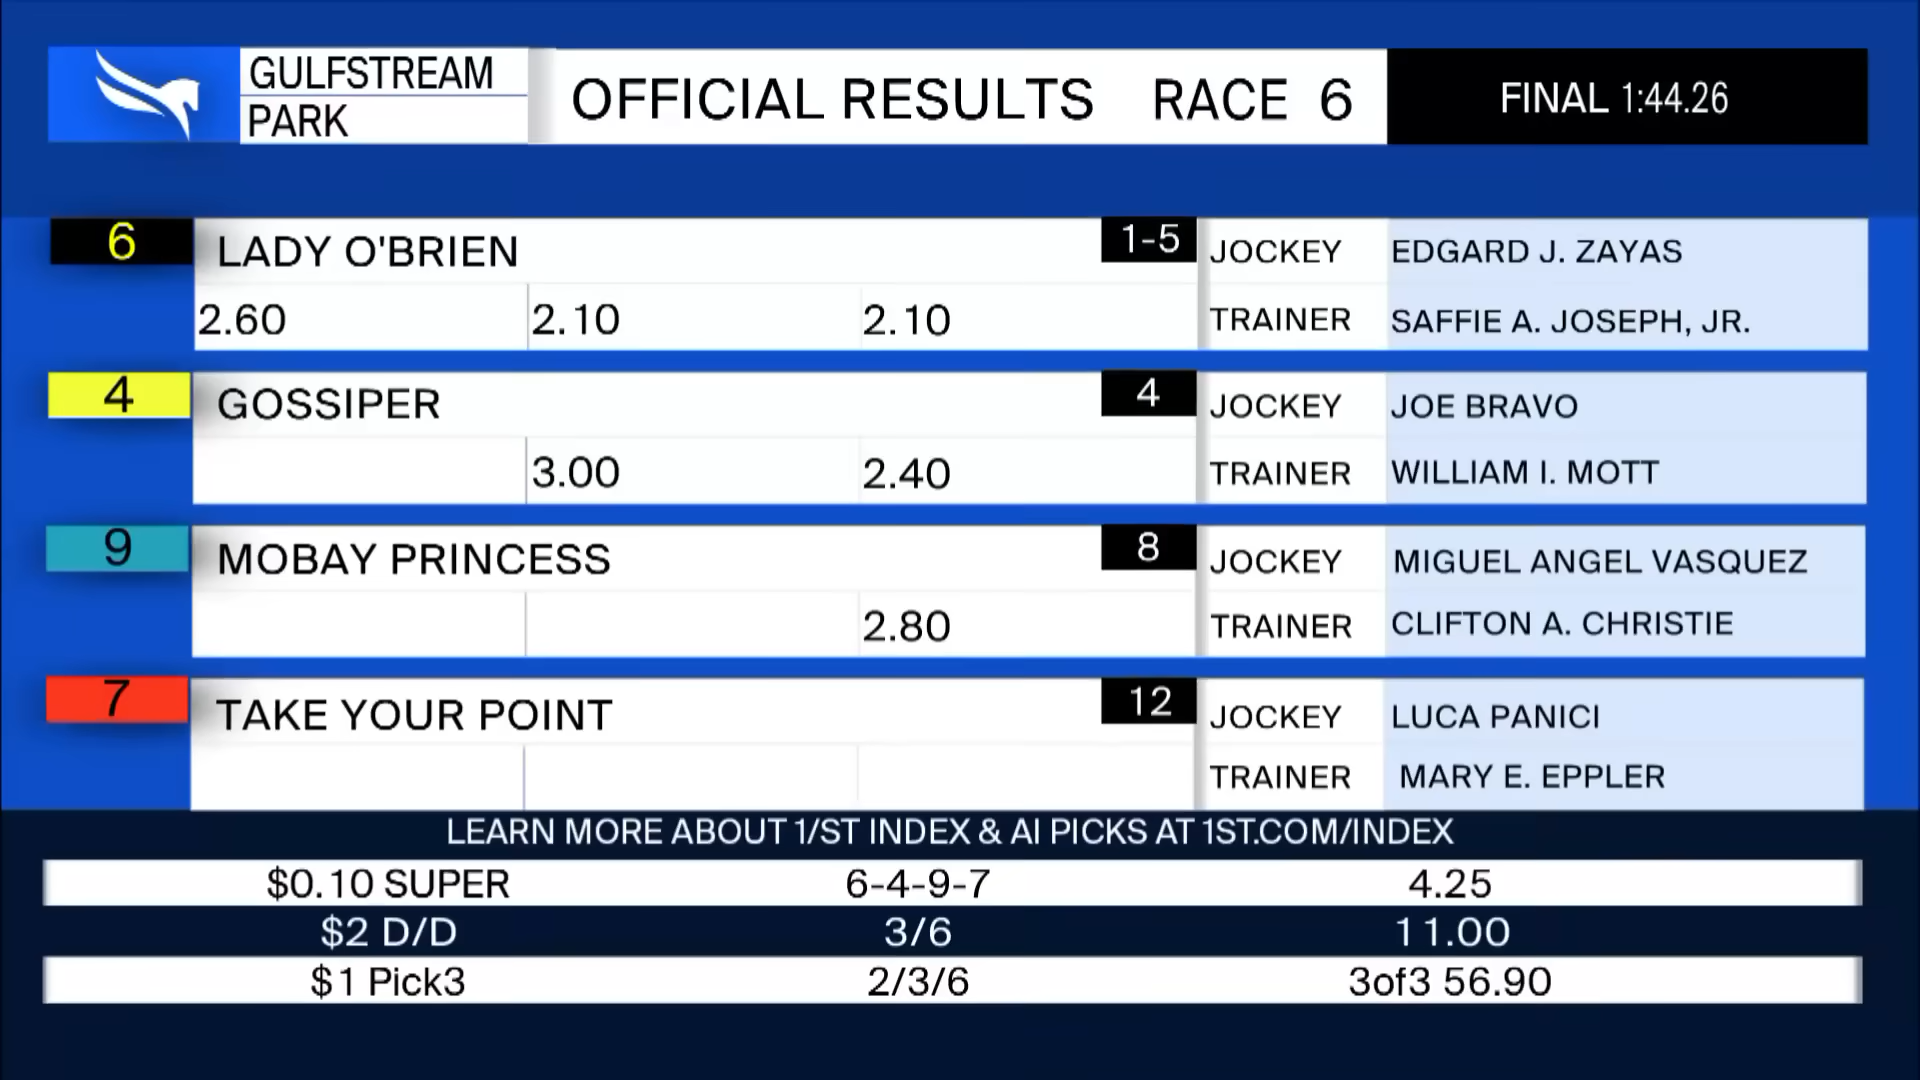 GULFSTREAM
PARK
OFFICIAL RESULTS RACE 6
FINAL 1:44.26
6 LADY O'BRIEN 1-5 JOCKEY EDGARD J. ZAYAS
2.60 2.10 2.10 TRAINER SAFFIE A. JOSEPH, JR.
4 GOSSIPER 4 JOCKEY JOE BRAVO
3.00 2.40 TRAINER WILLIAM I. MOTT
9 MOBAY PRINCESS 8 JOCKEY MIGUEL ANGEL VASQUEZ
2.80 TRAINER CLIFTON A. CHRISTIE
7 TAKE YOUR POINT 12 JOCKEY LUCA PANICI
TRAINER MARY E. EPPLER
LEARN MORE ABOUT 1/ST INDEX & AI PICKS AT 1ST.COM/INDEX
$0.10 SUPER 6-4-9-7 4.25
$2 D/D 3/6 11.00
$1 Pick3 2/3/6 3of3 56.90